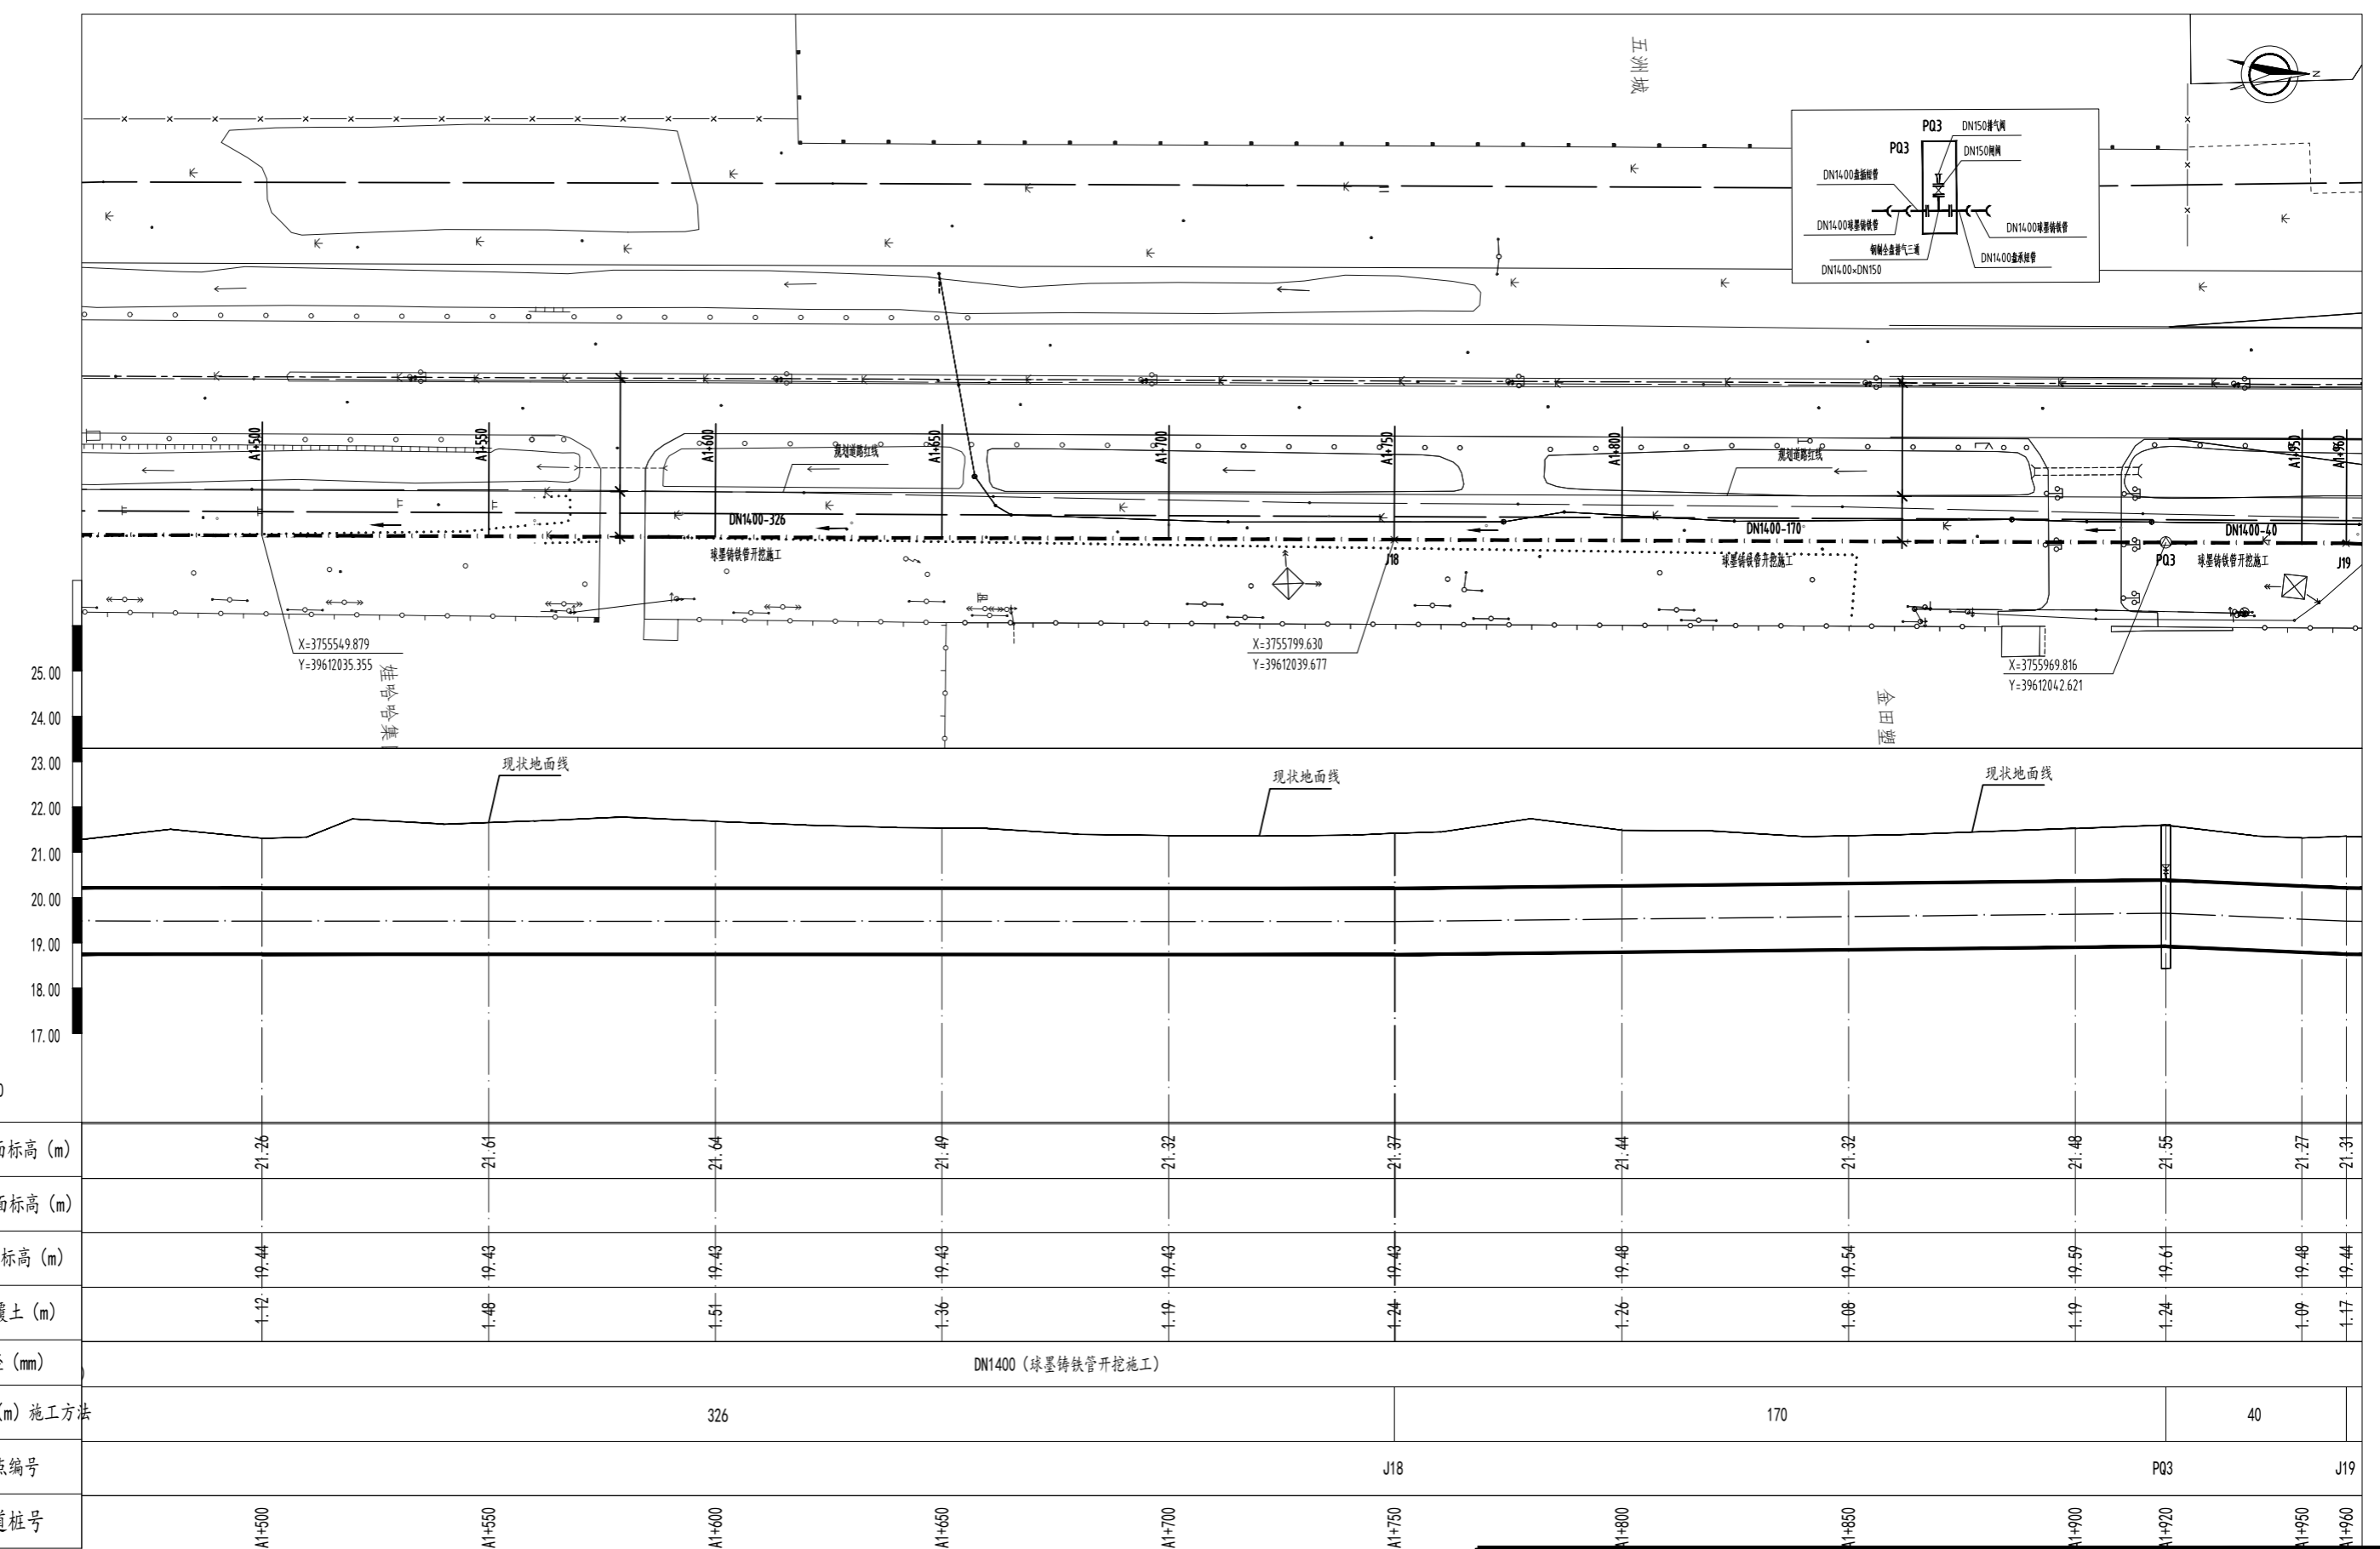 五洲城
N
PQ3
DN150排气阀
PQ3
DN150闸阀
DN1400盘插短管
DN1400球墨铸铁管
DN1400球墨铸铁管
钢制全盘排气三通
DN1400×DN150
DN1400盘承短管
A1+500
A1+550
A1+600
A1+650
A1+700
A1+750
A1+800
A1+950
A1+960
规划道路红线
规划道路红线
DN1400-326
球墨铸铁管开挖施工
J18
DN1400-170
球墨铸铁管开挖施工
PQ3
DN1400-40
球墨铸铁管开挖施工
J19
X=3755549.879
Y=39612035.355
X=3755799.630
Y=39612039.677
X=3755969.816
Y=39612042.621
娃哈哈集
金田塑
25.00
24.00
23.00
22.00
21.00
20.00
19.00
18.00
17.00
现状地面线
现状地面线
现状地面线
面标高(m) 21.26 21.61 21.64 21.49 21.32 21.37 21.44 21.32 21.48 21.55 21.27 21.31
面标高(m)
标高(m) 19.44 19.43 19.43 19.43 19.43 19.43 19.48 19.54 19.59 19.61 19.48 19.44
覆土(m) 1.12 1.48 1.51 1.36 1.19 1.24 1.26 1.08 1.19 1.24 1.09 1.17
径(mm) DN1400(球墨铸铁管开挖施工)
(m) 施工方法 326 170 40
点编号 J18 PQ3 J19
道桩号 A1+500 A1+550 A1+600 A1+650 A1+700 A1+750 A1+800 A1+850 A1+900 A1+920 A1+950 A1+960